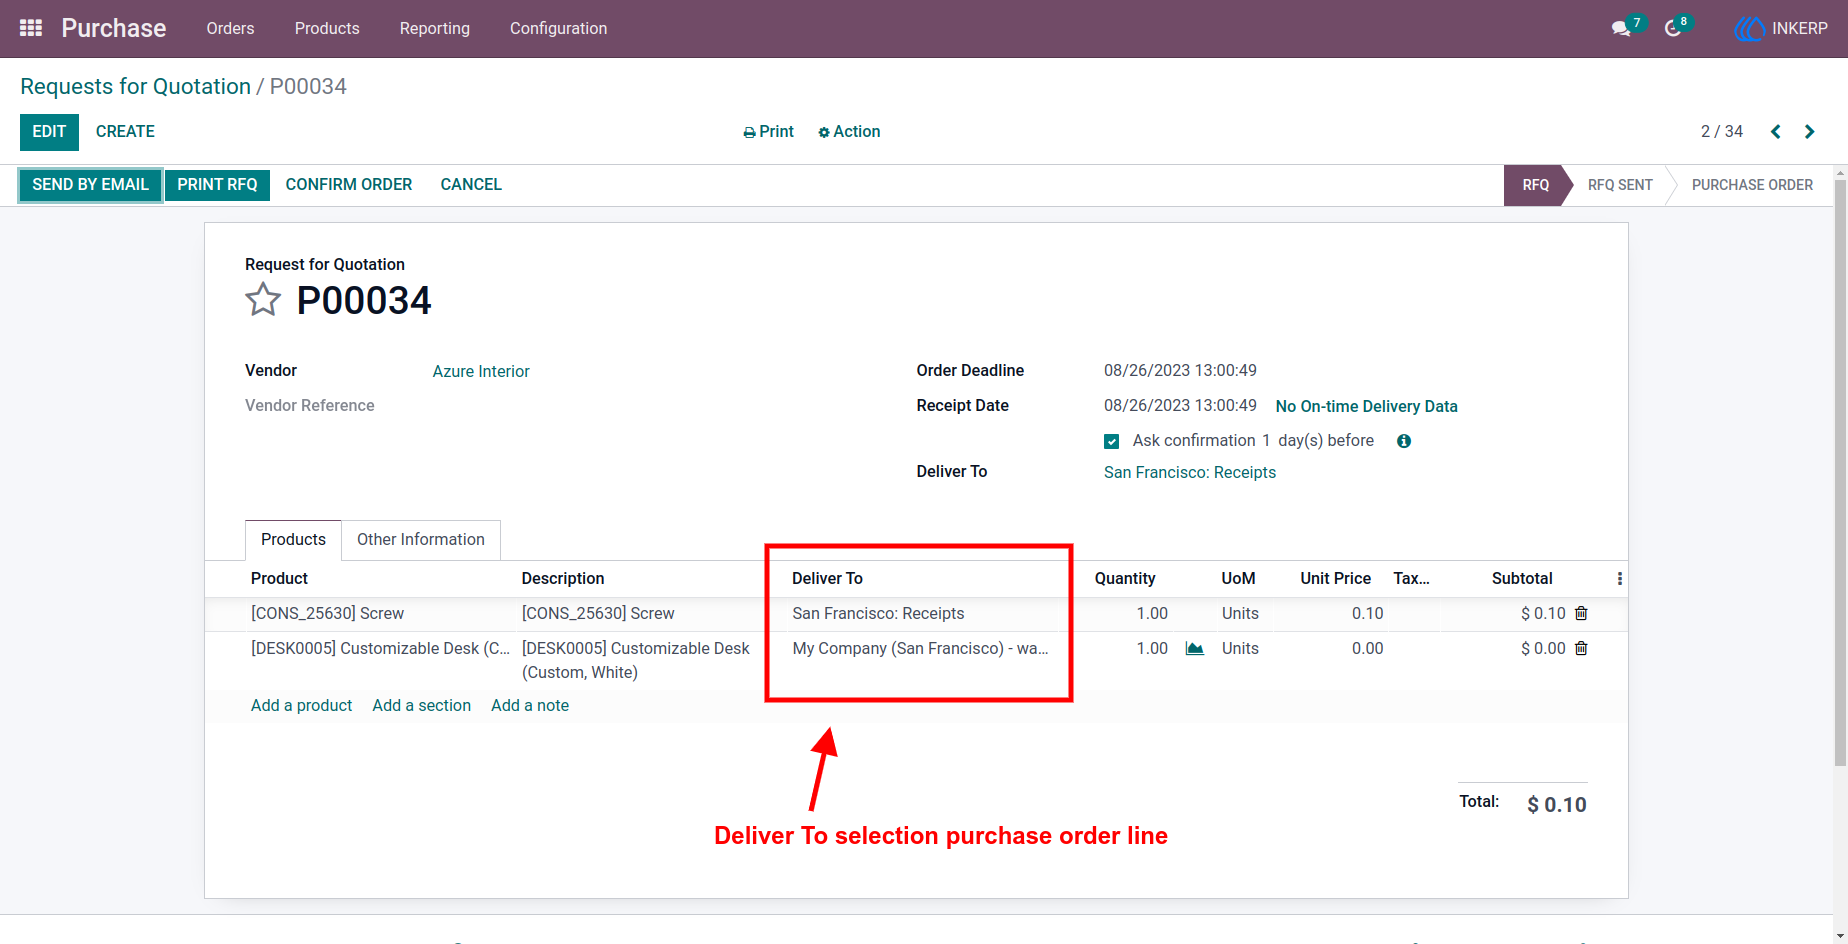 Purchase Orders Products Reporting Configuration 7 8 INKERP
Requests for Quotation / P00034
EDIT CREATE Print Action 2 / 34
SEND BY EMAIL PRINT RFQ CONFIRM ORDER CANCEL RFQ RFQ SENT PURCHASE ORDER
Request for Quotation
P00034
Vendor Azure Interior Order Deadline 08/26/2023 13:00:49
Vendor Reference Receipt Date 08/26/2023 13:00:49 No On-time Delivery Data
Ask confirmation 1 day(s) before
Deliver To San Francisco: Receipts
Products Other Information
Product Description Deliver To Quantity UoM Unit Price Tax... Subtotal
[CONS_25630] Screw [CONS_25630] Screw San Francisco: Receipts 1.00 Units 0.10 $ 0.10
[DESK0005] Customizable Desk (C... [DESK0005] Customizable Desk My Company (San Francisco) - wa... 1.00 Units 0.00 $ 0.00
(Custom, White)
Add a product Add a section Add a note
Total: $ 0.10
Deliver To selection purchase order line